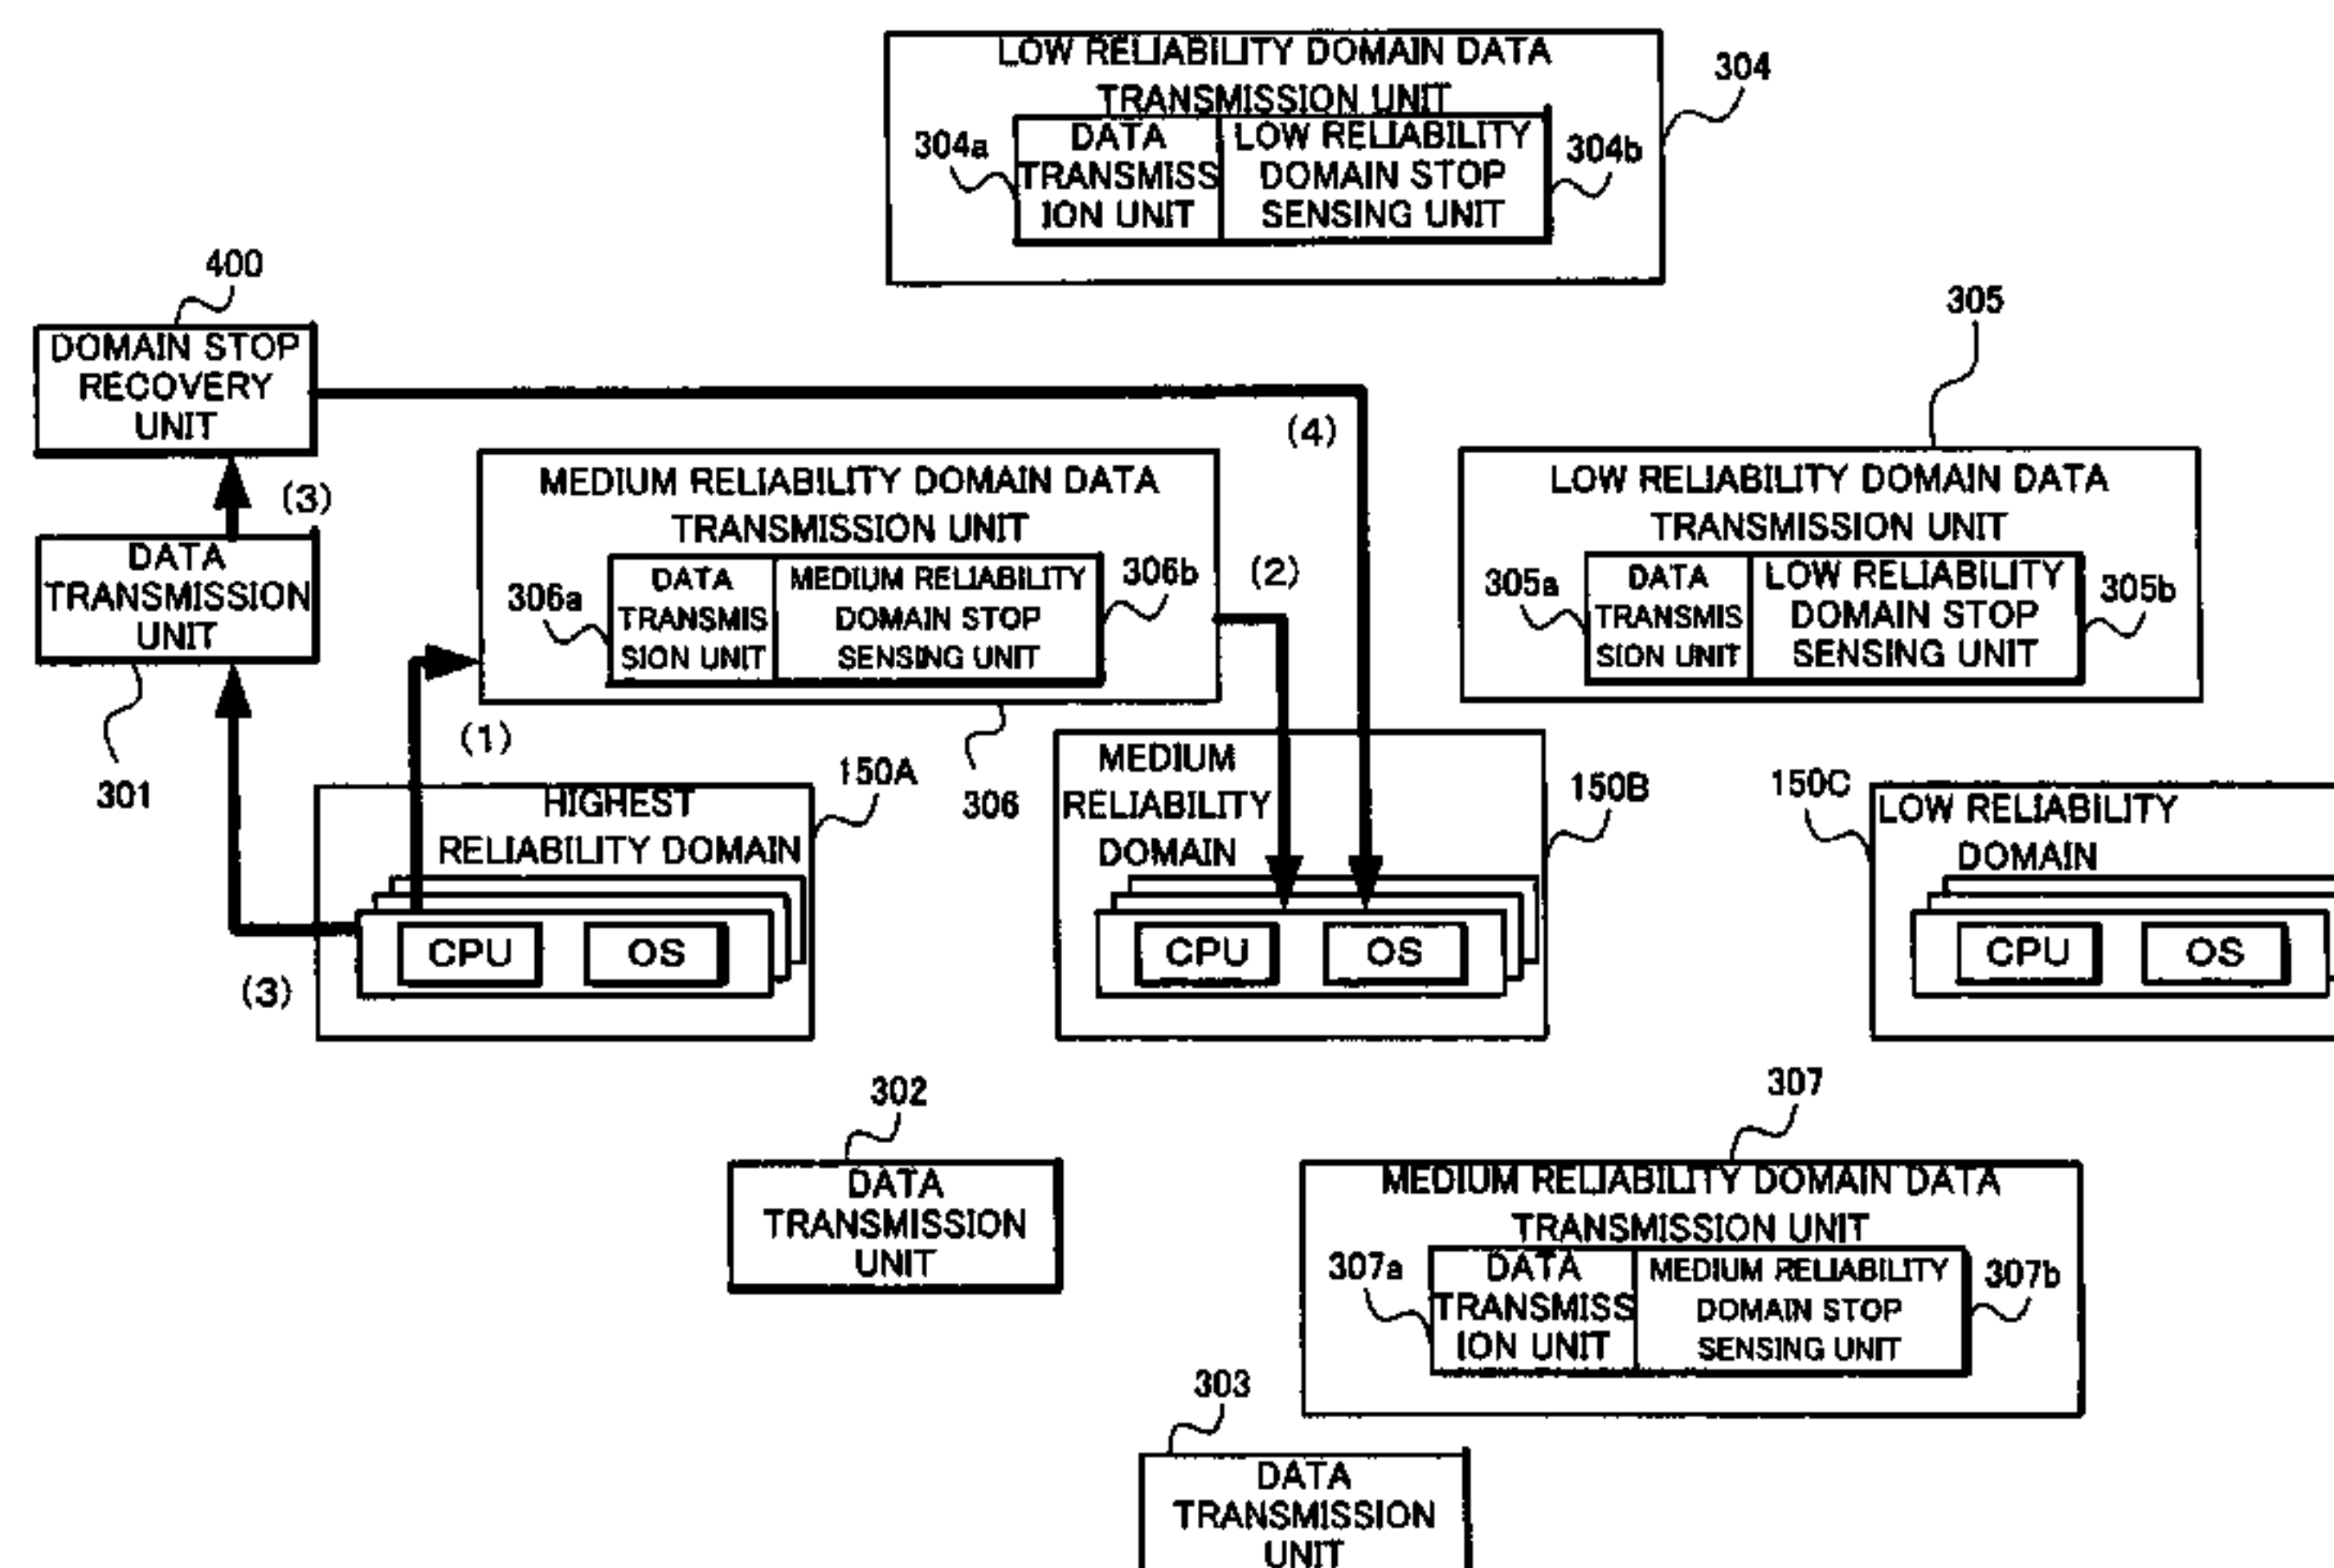 LOW RELIABILITY DOMAIN DATA
TRANSMISSION UNIT
304
304a
DATA
TRANSMISS
ION UNIT
LOW RELIABILITY
DOMAIN STOP
SENSING UNIT
304b
400
DOMAIN STOP
RECOVERY
UNIT
305
(4)
(3)
MEDIUM RELIABILITY DOMAIN DATA
TRANSMISSION UNIT
306a
DATA
TRANSMIS
SION UNIT
MEDIUM RELIABILITY
DOMAIN STOP
SENSING UNIT
306b
(2)
LOW RELIABILITY DOMAIN DATA
TRANSMISSION UNIT
305a
DATA
TRANSMIS
SION UNIT
LOW RELIABILITY
DOMAIN STOP
SENSING UNIT
305b
DATA
TRANSMISSION
UNIT
301
(1)
306
150A
HIGHEST
RELIABILITY DOMAIN
CPU
OS
(3)
MEDIUM
RELIABILITY
DOMAIN
150B
CPU
OS
150C
LOW RELIABILITY
DOMAIN
CPU
OS
302
DATA
TRANSMISSION
UNIT
307
MEDIUM RELIABILITY DOMAIN DATA
TRANSMISSION UNIT
307a
DATA
TRANSMISS
ION UNIT
MEDIUM RELIABILITY
DOMAIN STOP
SENSING UNIT
307b
303
DATA
TRANSMISSION
UNIT